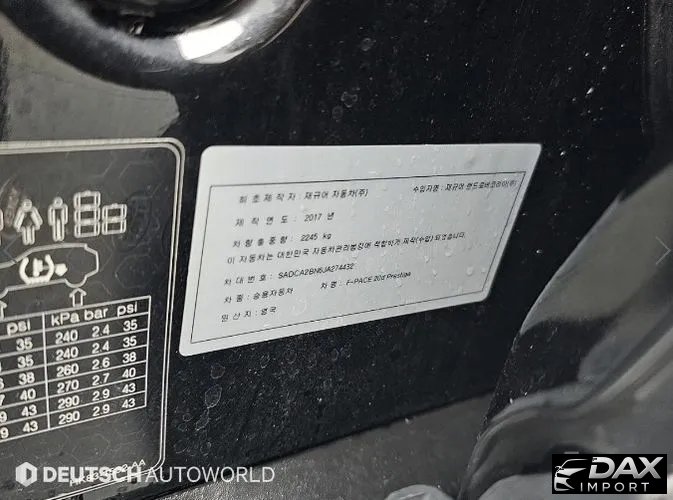 최초제작자 : 재규어 자동차(주) 수입자명 : 재규어 랜드로버코리아(주)
제 작 연 도 : 2017 년
차 량 총 중 량 : 2245 kg
이 자동차는 대한민국 자동차관리법령에 적합하게 제작(수입) 되었습니다.
차 대 번 호 : SADCA2BN5JA274432
차 종 : 승용자동차 차 명 : F-PACE 20d Prestige
원 산 지 : 영국
psi kPa bar psi
35 240 2.4 35
35 240 2.4 35
38 260 2.6 38
40 270 2.7 40
43 290 2.9 43
43 290 2.9 43
DEUTSCH AUTOWORLD
DAX
IMPORT